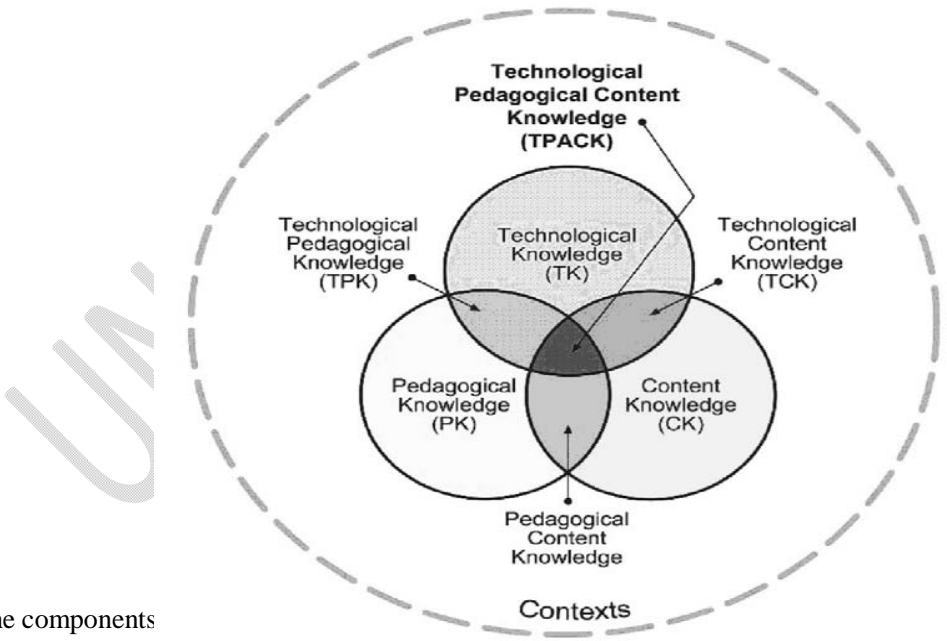 Technological
Pedagogical Content
Knowledge
(TPACK)
Technological
Pedagogical
Knowledge
(TPK)
Technological
Knowledge
(TK)
Technological
Content
Knowledge
(TCK)
Pedagogical
Knowledge
(PK)
Content
Knowledge
(CK)
Pedagogical
Content
Knowledge
Contexts
components